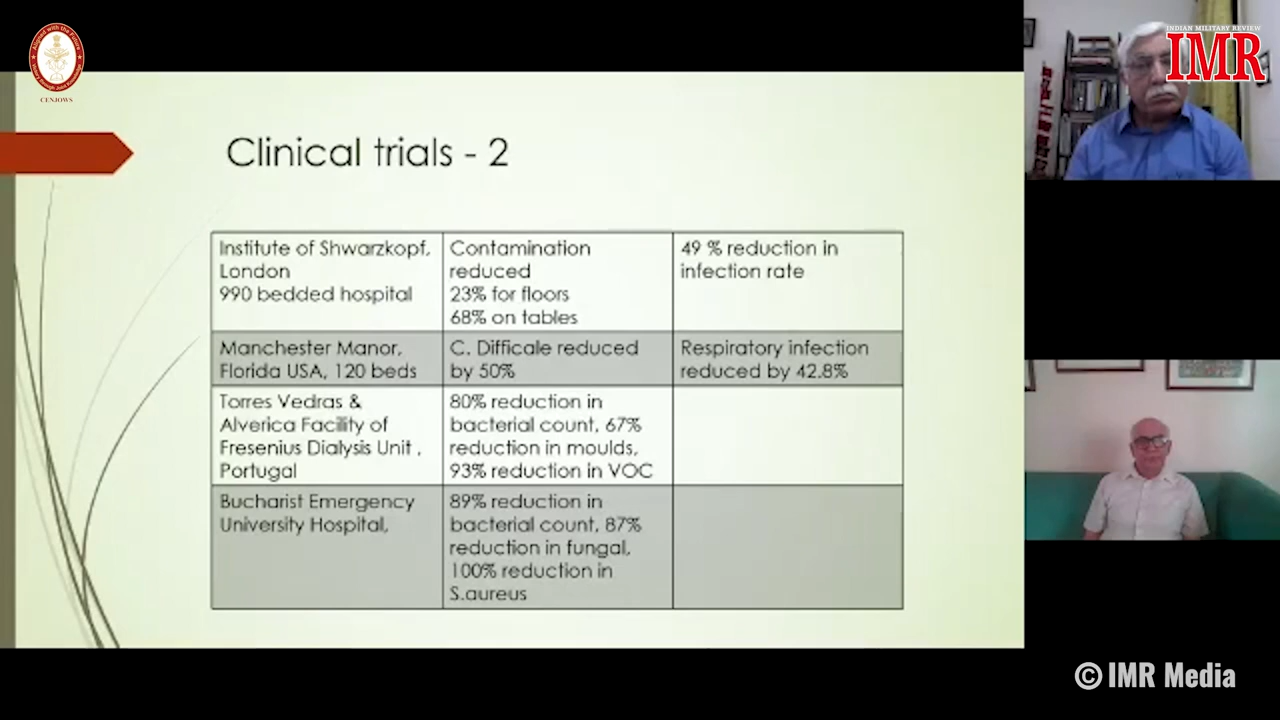 Aligned with the Future
CENJOWS
INDIAN MILITARY REVIEW
IMR
Clinical trials - 2
Institute of Shwarzkopf,
London
990 bedded hospital
Contamination
reduced
23% for floors
68% on tables
49 % reduction in
infection rate
Manchester Manor,
Florida USA, 120 beds
C. Difficale reduced
by 50%
Respiratory infection
reduced by 42.8%
Torres Vedras &
Alverica Facility of
Fresenius Dialysis Unit ,
Portugal
80% reduction in
bacterial count, 67%
reduction in moulds,
93% reduction in VOC
Bucharist Emergency
University Hospital,
89% reduction in
bacterial count, 87%
reduction in fungal,
100% reduction in
S.aureus
© IMR Media